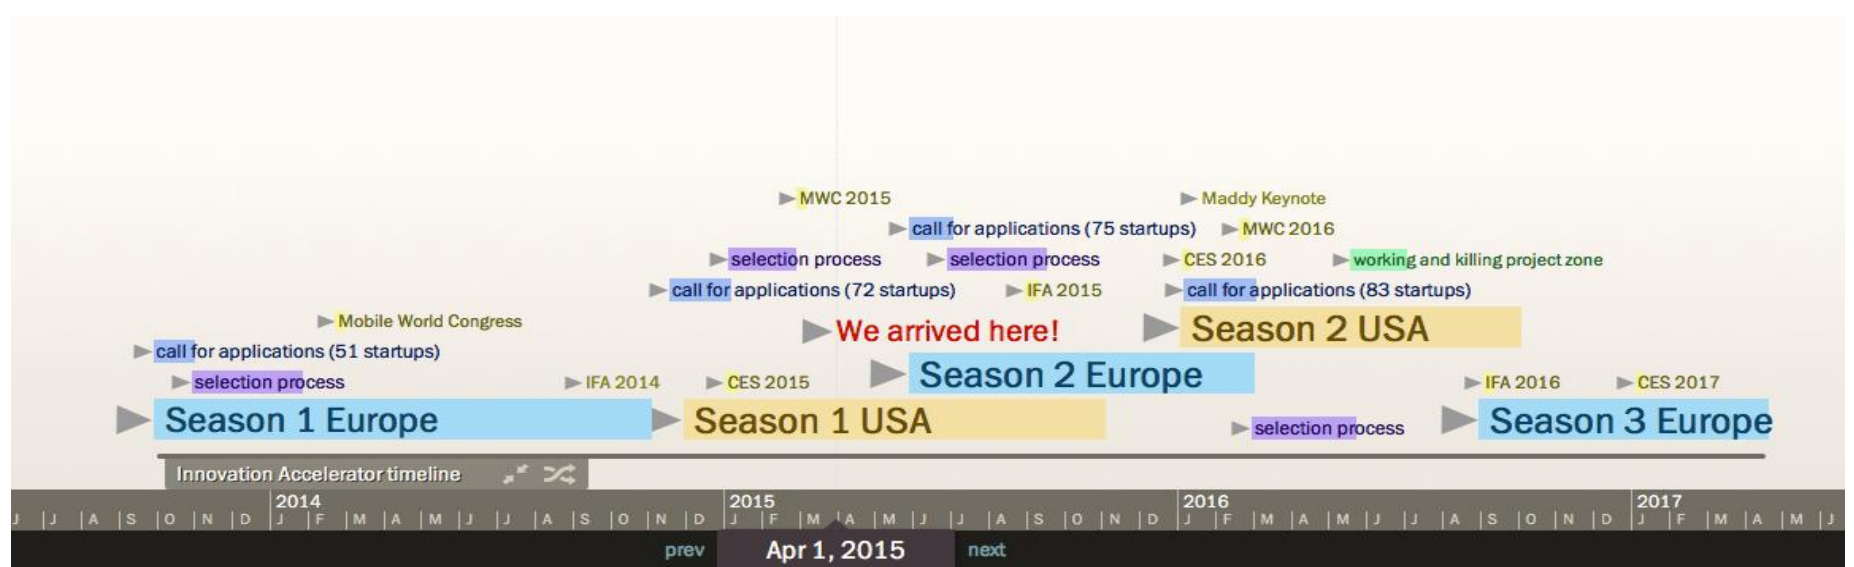 MWC 2015
Maddy Keynote
call for applications (75 startups)
MWC 2016
selection process
selection process
CES 2016
working and killing project zone
call for applications (72 startups)
IFA 2015
call for applications (83 startups)
Mobile World Congress
We arrived here!
Season 2 USA
call for applications (51 startups)
Season 2 Europe
selection process
IFA 2014
CES 2015
IFA 2016
CES 2017
Season 1 Europe
Season 1 USA
selection process
Season 3 Europe
Innovation Accelerator timeline
2014 2015 2016 2017
J J A S O N D J F M A M J J A S O N D J F M A M J J A S O N D J F M A M J J A S O N D J F M A M J
prev Apr 1, 2015 next